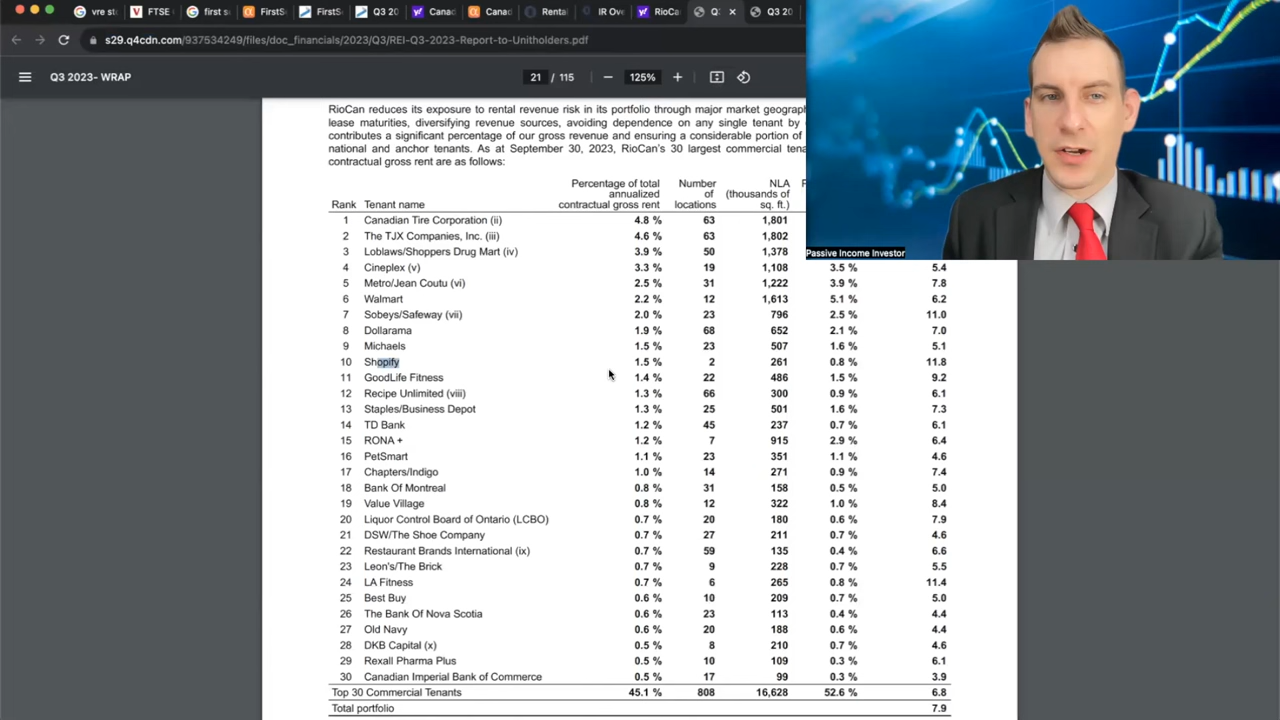 vre st
FTSE
first s
FirstS
FirstS
Q3 20
Canad
Canad
Renta
IR Ove
RioCa
Q:
Q3 20
s29.q4cdn.com/937534249/files/doc_financials/2023/Q3/REI-Q3-2023-Report-to-Unitholders.pdf
Q3 2023- WRAP
21 / 115
125%
RioCan reduces its exposure to rental revenue risk in its portfolio through major market geograp
lease maturities, diversifying revenue sources, avoiding dependence on any single tenant by
contributes a significant percentage of our gross revenue and ensuring a considerable portion of
national and anchor tenants. As at September 30, 2023, RioCan's 30 largest commercial tena
contractual gross rent are as follows:
Rank Tenant name Percentage of total annualized contractual gross rent Number of locations NLA (thousands of sq. ft.)
1 Canadian Tire Corporation (ii) 4.8 % 63 1,801
2 The TJX Companies, Inc. (iii) 4.6 % 63 1,802
3 Loblaws/Shoppers Drug Mart (iv) 3.9 % 50 1,378
4 Cineplex (v) 3.3 % 19 1,108 3.5 % 5.4
5 Metro/Jean Coutu (vi) 2.5 % 31 1,222 3.9 % 7.8
6 Walmart 2.2 % 12 1,613 5.1 % 6.2
7 Sobeys/Safeway (vii) 2.0 % 23 796 2.5 % 11.0
8 Dollarama 1.9 % 68 652 2.1 % 7.0
9 Michaels 1.5 % 23 507 1.6 % 5.1
10 Shopify 1.5 % 2 261 0.8 % 11.8
11 GoodLife Fitness 1.4 % 22 486 1.5 % 9.2
12 Recipe Unlimited (viii) 1.3 % 66 300 0.9 % 6.1
13 Staples/Business Depot 1.3 % 25 501 1.6 % 7.3
14 TD Bank 1.2 % 45 237 0.7 % 6.1
15 RONA + 1.2 % 7 915 2.9 % 6.4
16 PetSmart 1.1 % 23 351 1.1 % 4.6
17 Chapters/Indigo 1.0 % 14 271 0.9 % 7.4
18 Bank Of Montreal 0.8 % 31 158 0.5 % 5.0
19 Value Village 0.8 % 12 322 1.0 % 8.4
20 Liquor Control Board of Ontario (LCBO) 0.7 % 20 180 0.6 % 7.9
21 DSW/The Shoe Company 0.7 % 27 211 0.7 % 4.6
22 Restaurant Brands International (ix) 0.7 % 59 135 0.4 % 6.6
23 Leon's/The Brick 0.7 % 9 228 0.7 % 5.5
24 LA Fitness 0.7 % 6 265 0.8 % 11.4
25 Best Buy 0.6 % 10 209 0.7 % 5.0
26 The Bank Of Nova Scotia 0.6 % 23 113 0.4 % 4.4
27 Old Navy 0.6 % 20 188 0.6 % 4.4
28 DKB Capital (x) 0.5 % 8 210 0.7 % 4.6
29 Rexall Pharma Plus 0.5 % 10 109 0.3 % 6.1
30 Canadian Imperial Bank of Commerce 0.5 % 17 99 0.3 % 3.9
Top 30 Commercial Tenants 45.1 % 808 16,628 52.6 % 6.8
Total portfolio 7.9
Passive Income Investor